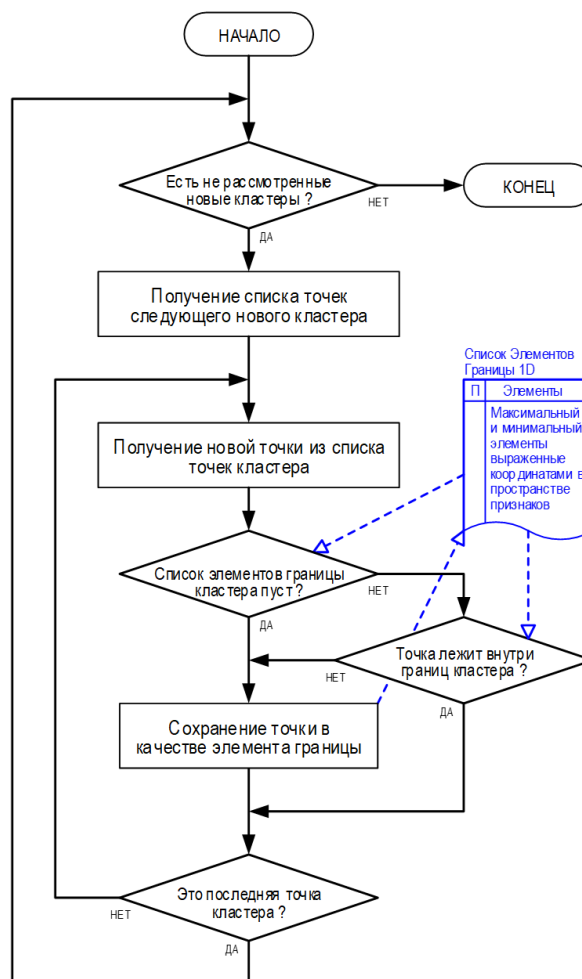 НАЧАЛО
Есть не рассмотренные
новые кластеры ?
НЕТ
КОНЕЦ
ДА
Получение списка точек
следующего нового кластера
Список Элементов
Границы 1D
П
Элементы
Максимальный
и минимальный
элементы
выраженные
координатами в
пространстве
признаков
Получение новой точки из списка
точек кластера
Список элементов границы
кластера пуст ?
НЕТ
ДА
Точка лежит внутри
границ кластера ?
НЕТ
ДА
Сохранение точки в
качестве элемента границы
Это последняя точка
кластера ?
НЕТ
ДА